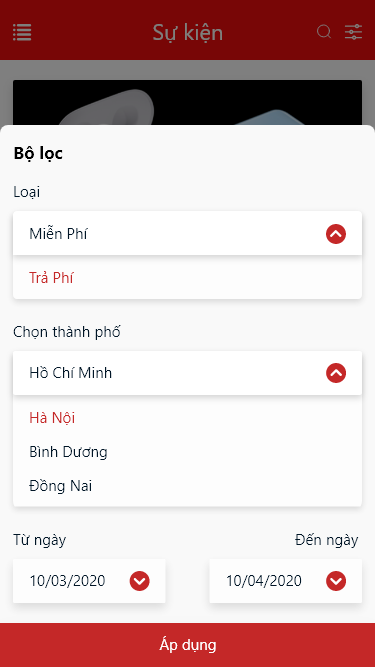 Sự kiện
Bộ lọc
Loại
Miễn Phí
Trả Phí
Chọn thành phố
Hồ Chí Minh
Hà Nội
Bình Dương
Đồng Nai
Từ ngày Đến ngày
10/03/2020 10/04/2020
Áp dụng